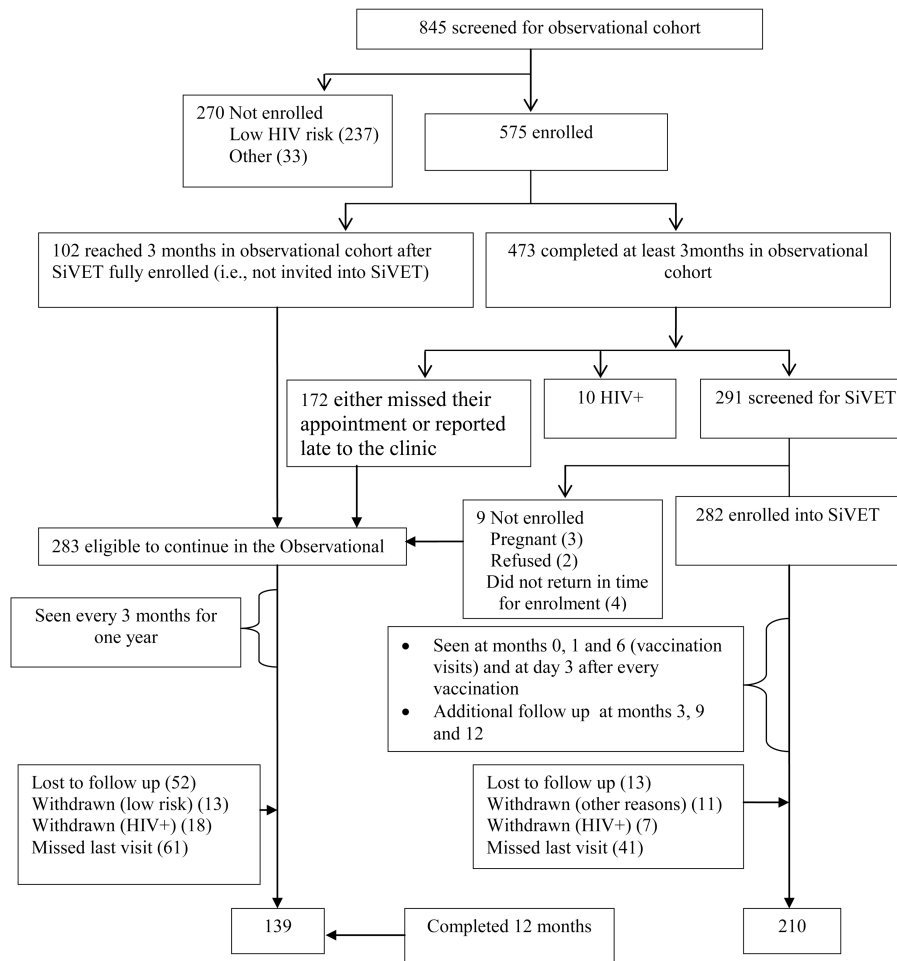 845 screened for observational cohort
270 Not enrolled
Low HIV risk (237)
Other (33)
575 enrolled
102 reached 3 months in observational cohort after
SiVET fully enrolled (i.e., not invited into SiVET)
473 completed at least 3months in observational
cohort
172 either missed their
appointment or reported
late to the clinic
10 HIV+
291 screened for SiVET
9 Not enrolled
Pregnant (3)
Refused (2)
Did not return in time
for enrolment (4)
282 enrolled into SiVET
283 eligible to continue in the Observational
Seen every 3 months for
one year
• Seen at months 0, 1 and 6 (vaccination
visits) and at day 3 after every
vaccination
• Additional follow up at months 3, 9
and 12
Lost to follow up (52)
Withdrawn (low risk) (13)
Withdrawn (HIV+) (18)
Missed last visit (61)
Lost to follow up (13)
Withdrawn (other reasons) (11)
Withdrawn (HIV+) (7)
Missed last visit (41)
139
Completed 12 months
210